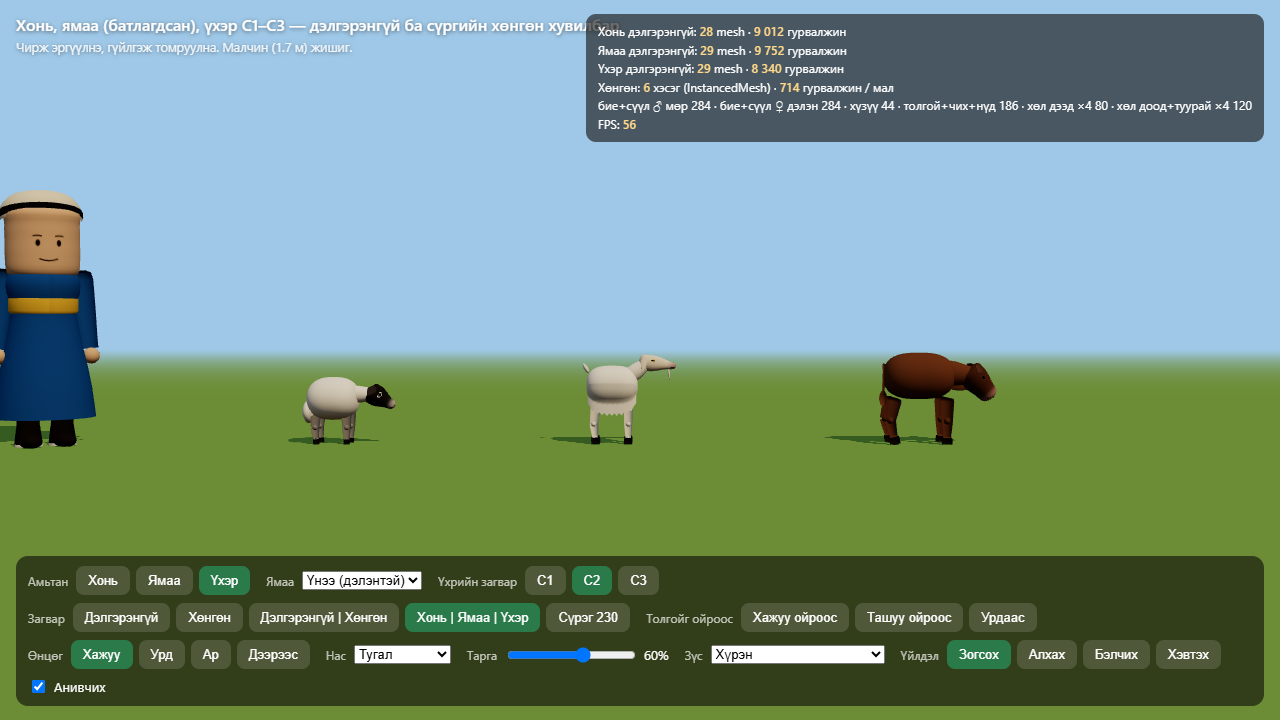 Хонь, ямаа (батлагдсан), үхэр C1–C3 — дэлгэрэнгүй ба сүргийн хөнгөн хувилбар
Чирж эргүүлнэ, гүйлгэж томруулна. Малчин (1.7 м) жишиг.
Хонь дэлгэрэнгүй: 28 mesh · 9 012 гурвалжин
Ямаа дэлгэрэнгүй: 29 mesh · 9 752 гурвалжин
Үхэр дэлгэрэнгүй: 29 mesh · 8 340 гурвалжин
Хөнгөн: 6 хэсэг (InstancedMesh) · 714 гурвалжин / мал
бие+сүүл ♂ мөр 284 · бие+сүүл ♀ дэлэн 284 · хүзүү 44 · толгой+чих+нүд 186 · хөл дээд ×4 80 · хөл доод+туурай ×4 120
FPS: 56
Амьтан Хонь Ямаа Үхэр Ямаа Үнээ (дэлэнтэй) Үхрийн загвар C1 C2 C3
Загвар Дэлгэрэнгүй Хөнгөн Дэлгэрэнгүй | Хөнгөн Хонь | Ямаа | Үхэр Сүрэг 230 Толгойг ойроос Хажуу ойроос Ташуу ойроос Урдаас
Өнцөг Хажуу Урд Ар Дээрээс Нас Тугал Тарга 60% Зүс Хүрэн Үйлдэл Зогсох Алхах Бэлчих Хэвтэх
Анивчих